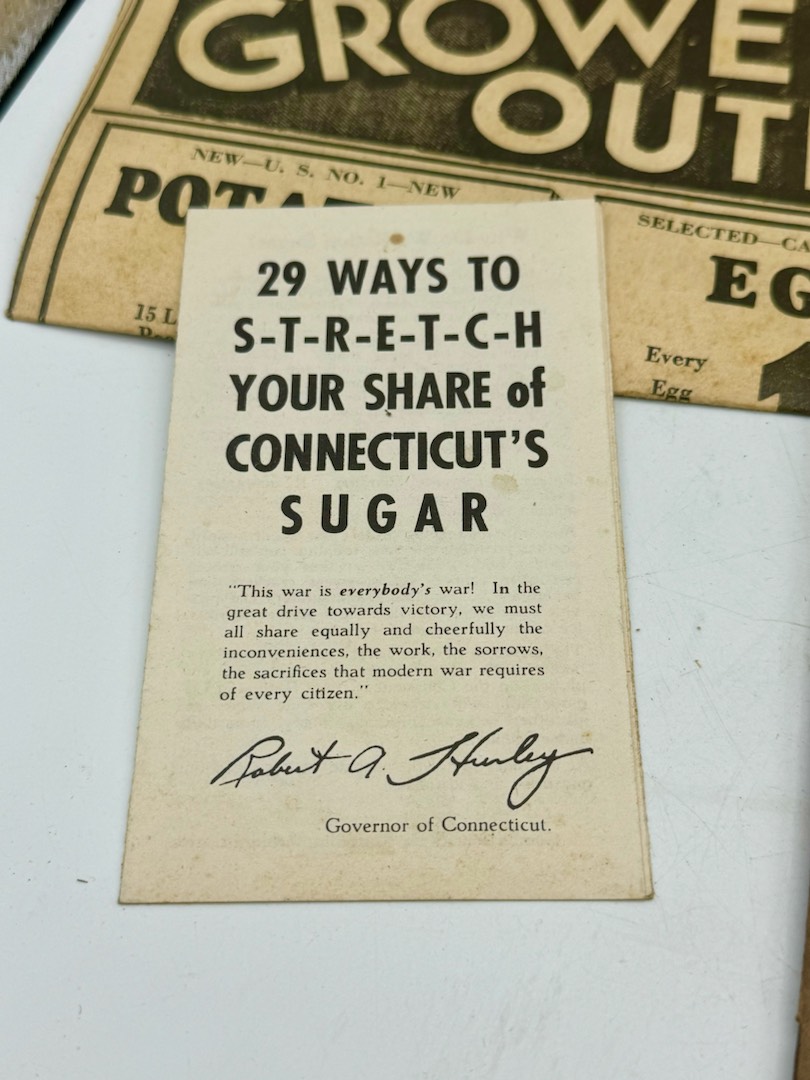 GROWE
OUT
NEW—U. S. NO. 1—NEW
SELECTED—CA
EG
15 L
Every
Egg
29 WAYS TO
S-T-R-E-T-C-H
YOUR SHARE of
CONNECTICUT'S
SUGAR
"This war is everybody's war! In the
great drive towards victory, we must
all share equally and cheerfully the
inconveniences, the work, the sorrows,
the sacrifices that modern war requires
of every citizen."
Robert A. Hurley
Governor of Connecticut.